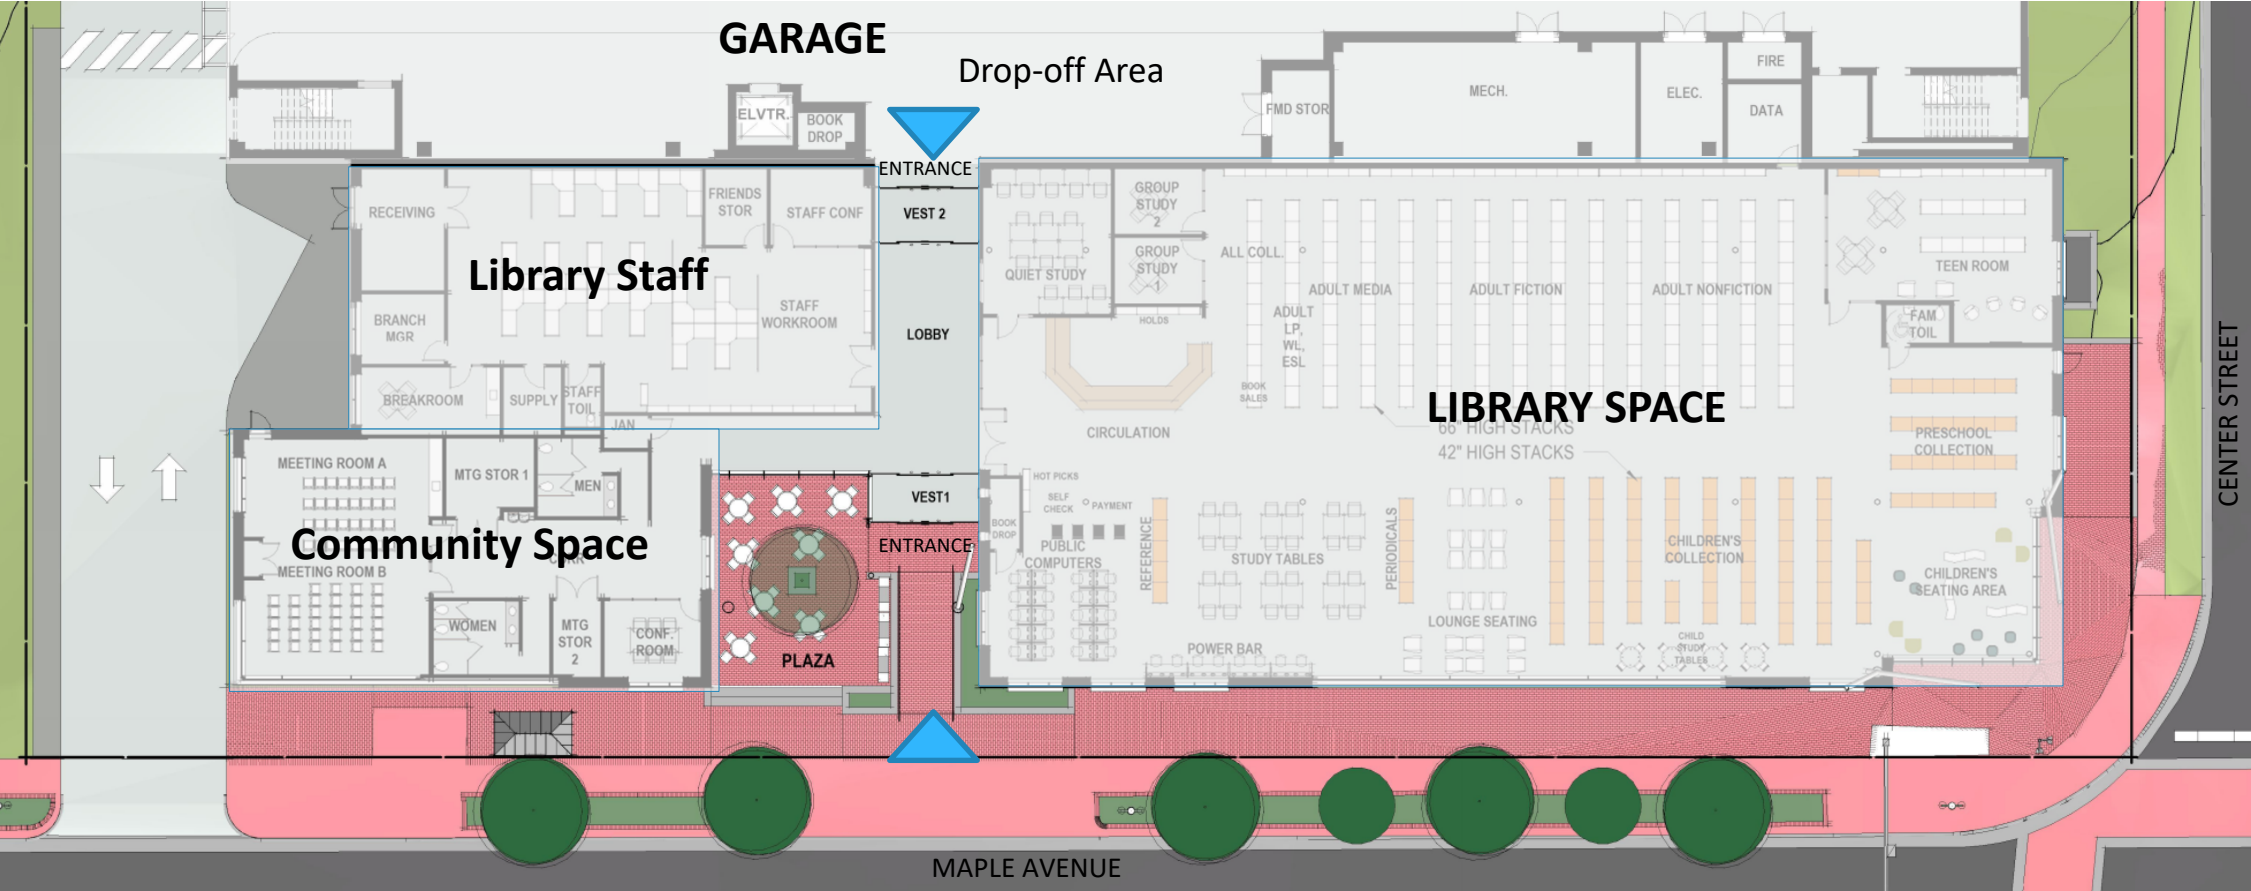 GARAGE
Drop-off Area
ELVTR.
BOOK
DROP
FMD STOR
MECH.
ELEC.
FIRE
DATA
ENTRANCE
VEST 2
LOBBY
RECEIVING
FRIENDS
STOR
STAFF CONF
Library Staff
STAFF
WORKROOM
BRANCH
MGR
BREAKROOM
SUPPLY
STAFF
TOIL
JAN
QUIET STUDY
GROUP
STUDY
2
GROUP
STUDY
1
HOLDS
ALL COLL.
ADULT
LP,
WL,
ESL
ADULT MEDIA
ADULT FICTION
ADULT NONFICTION
TEEN ROOM
FAM
TOIL
BOOK
SALES
LIBRARY SPACE
66" HIGH STACKS
42" HIGH STACKS
CIRCULATION
PRESCHOOL
COLLECTION
CENTER STREET
MEETING ROOM A
MTG STOR 1
MEN
Community Space
CORR
MEETING ROOM B
WOMEN
MTG
STOR
2
CONF.
ROOM
PLAZA
VEST1
ENTRANCE
HOT PICKS
SELF
CHECK
PAYMENT
BOOK
DROP
PUBLIC
COMPUTERS
REFERENCE
STUDY TABLES
PERIODICALS
LOUNGE SEATING
POWER BAR
CHILDREN'S
COLLECTION
CHILD
STUDY
TABLES
CHILDREN'S
SEATING AREA
MAPLE AVENUE